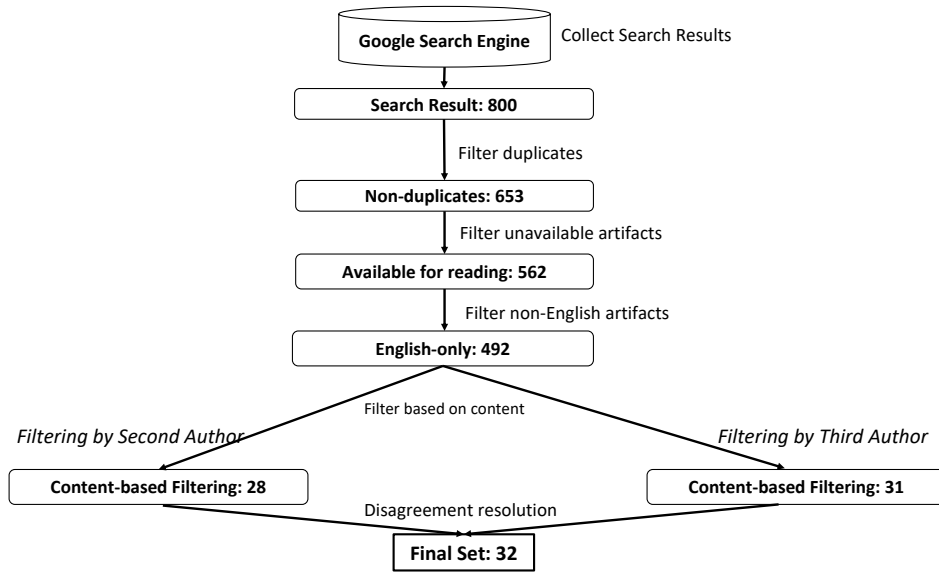 Google Search Engine
Collect Search Results
Search Result: 800
Filter duplicates
Non-duplicates: 653
Filter unavailable artifacts
Available for reading: 562
Filter non-English artifacts
English-only: 492
Filter based on content
Filtering by Second Author
Filtering by Third Author
Content-based Filtering: 28
Content-based Filtering: 31
Disagreement resolution
Final Set: 32